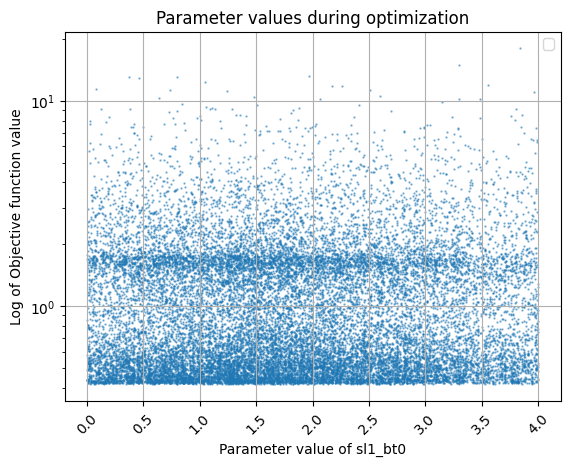 Parameter values during optimization
Log of Objective function value
10¹
10⁰
0.0 0.5 1.0 1.5 2.0 2.5 3.0 3.5 4.0
Parameter value of sl1_bt0